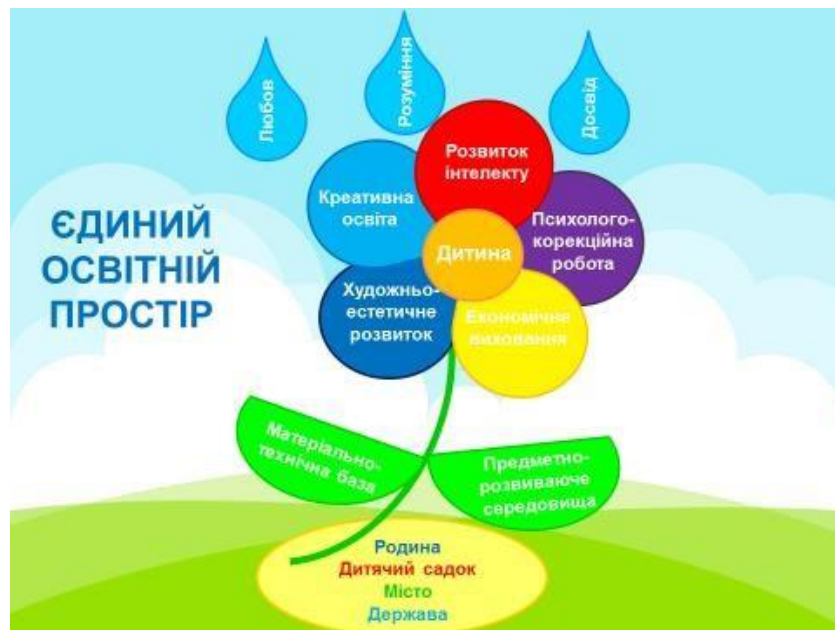 Любов
Розуміння
Досвід
ЄДИНИЙ
ОСВІТНІЙ
ПРОСТІР
Розвиток
інтелекту
Креативна
освіта
Психолого-
корекційна
робота
Дитина
Художньо-
естетичне
розвиток
Економічне
виховання
Матеріально-
технічна база
Предметно-
розвиваюче
середовища
Родина
Дитячий садок
Місто
Держава